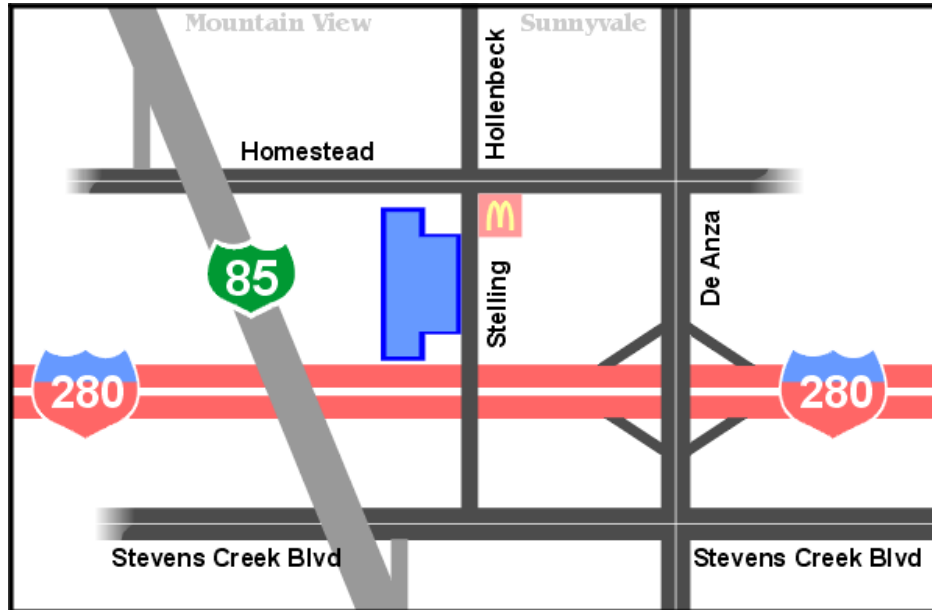 Mountain View
Sunnyvale
Hollenbeck
Homestead
85
Stelling
De Anza
280
280
Stevens Creek Blvd
Stevens Creek Blvd